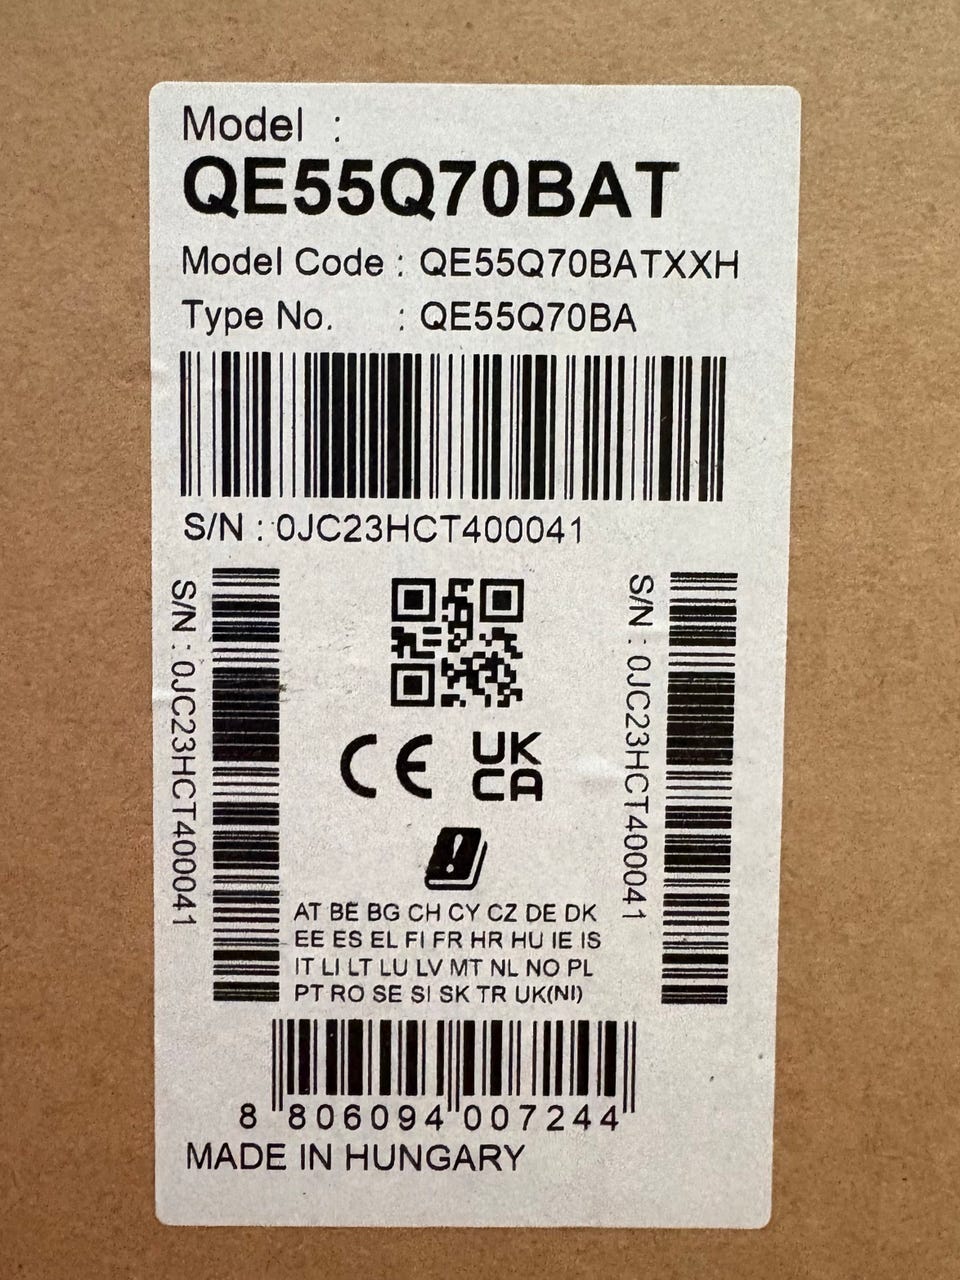 Model :
QE55Q70BAT
Model Code : QE55Q70BATXXH
Type No. : QE55Q70BA
S/N : 0JC23HCT400041
S/N : 0JC23HCT400041
S/N : 0JC23HCT400041
CE
UK
CA
AT BE BG CH CY CZ DE DK
EE ES EL FI FR HR HU IE IS
IT LI LT LU LV MT NL NO PL
PT RO SE SI SK TR UK(NI)
8 806094 007244
MADE IN HUNGARY